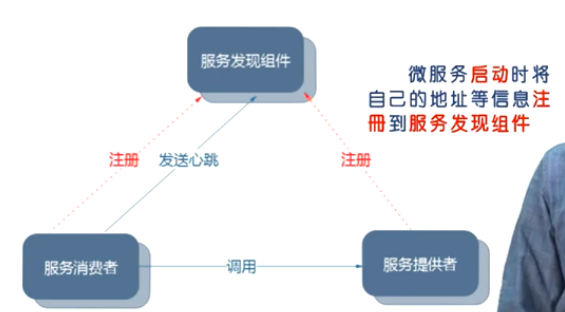 服务发现组件
微服务启动时将
自己的地址等信息注
冊到服务发现组件
注册
发送心跳
注册
服务消费者
调用
服务提供者